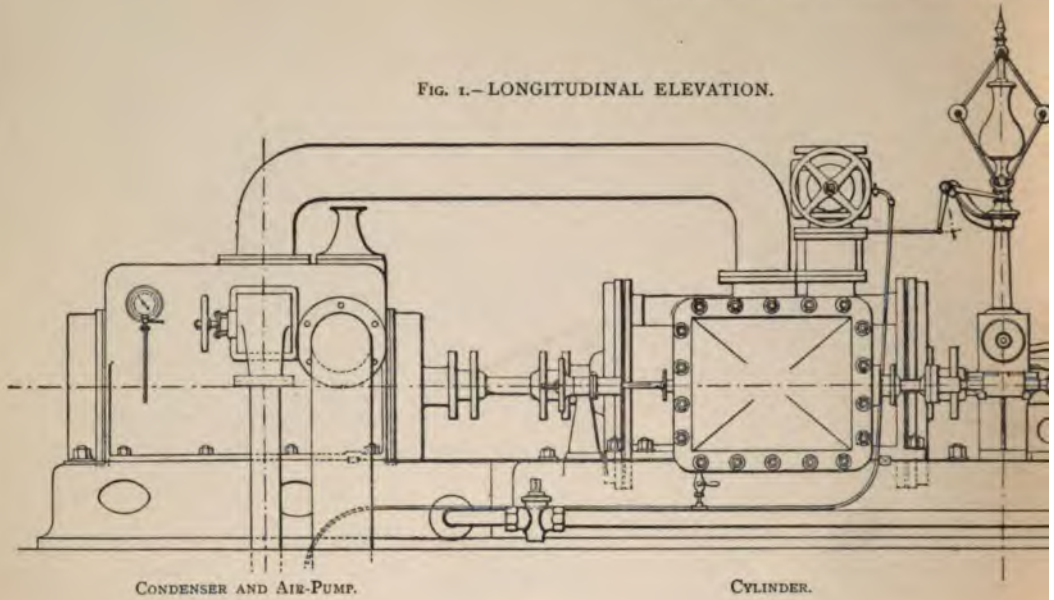 FIG. 1.—LONGITUDINAL ELEVATION.
CONDENSER AND AIR-PUMP.
CYLINDER.